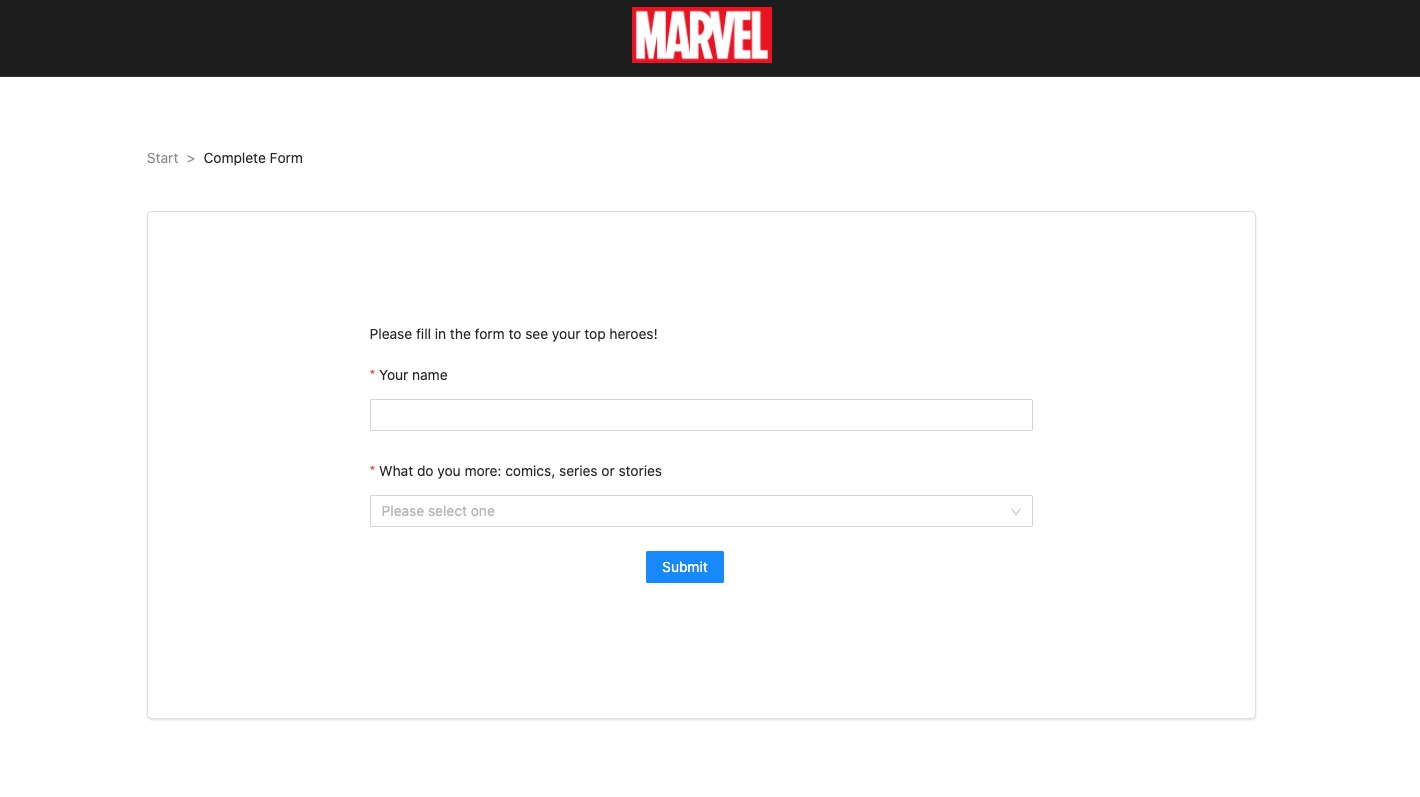 MARVEL
Start > Complete Form
Please fill in the form to see your top heroes!
* Your name
* What do you more: comics, series or stories
Please select one
Submit